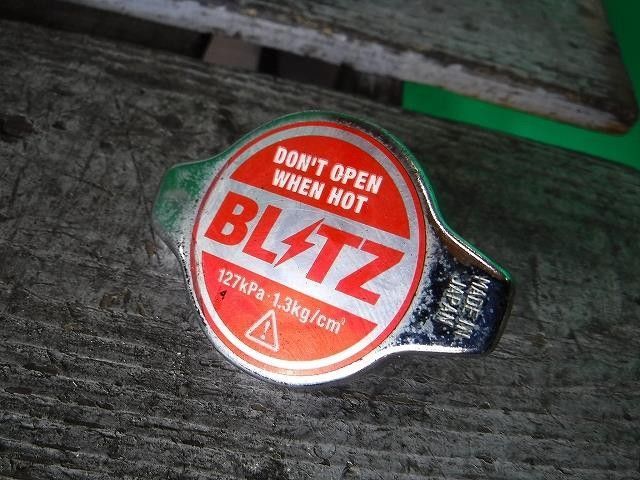 DON'T OPEN
WHEN HOT
BLITZ
127kPa·1.3kg/cm²
MADE IN
JAPAN